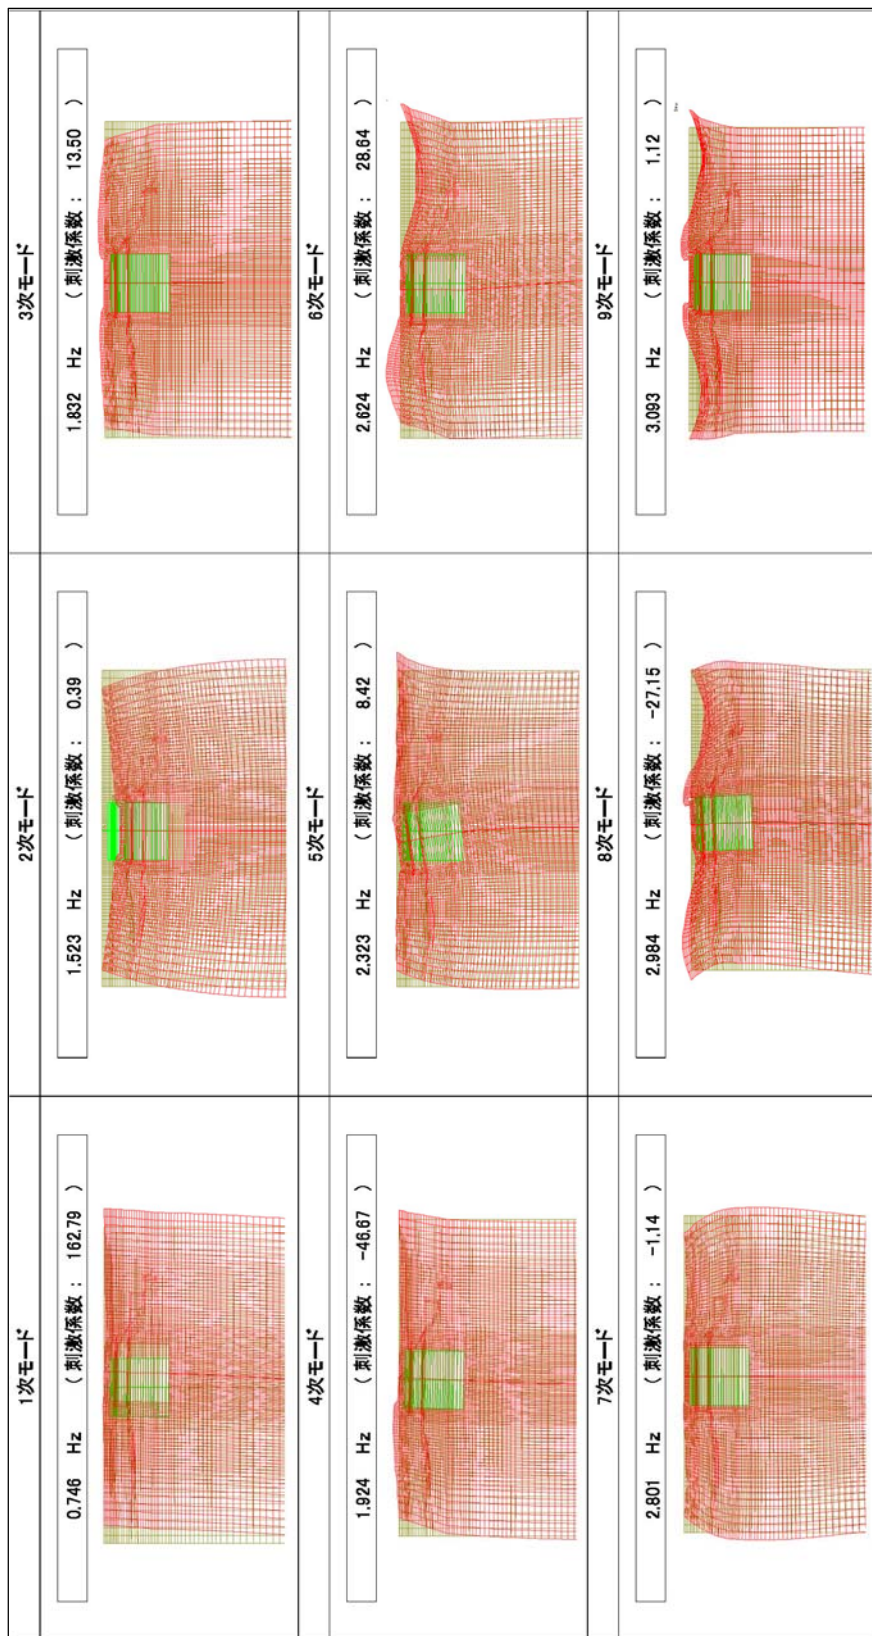 1次モード
0.746 Hz ( 刺激係数 : 162.79 )
2次モード
1.523 Hz ( 刺激係数 : 0.39 )
3次モード
1.832 Hz ( 刺激係数 : 13.50 )
4次モード
1.924 Hz ( 刺激係数 : -46.67 )
5次モード
2.323 Hz ( 刺激係数 : 8.42 )
6次モード
2.624 Hz ( 刺激係数 : 28.64 )
7次モード
2.801 Hz ( 刺激係数 : -1.14 )
8次モード
2.984 Hz ( 刺激係数 : -27.15 )
9次モード
3.093 Hz ( 刺激係数 : 1.12 )